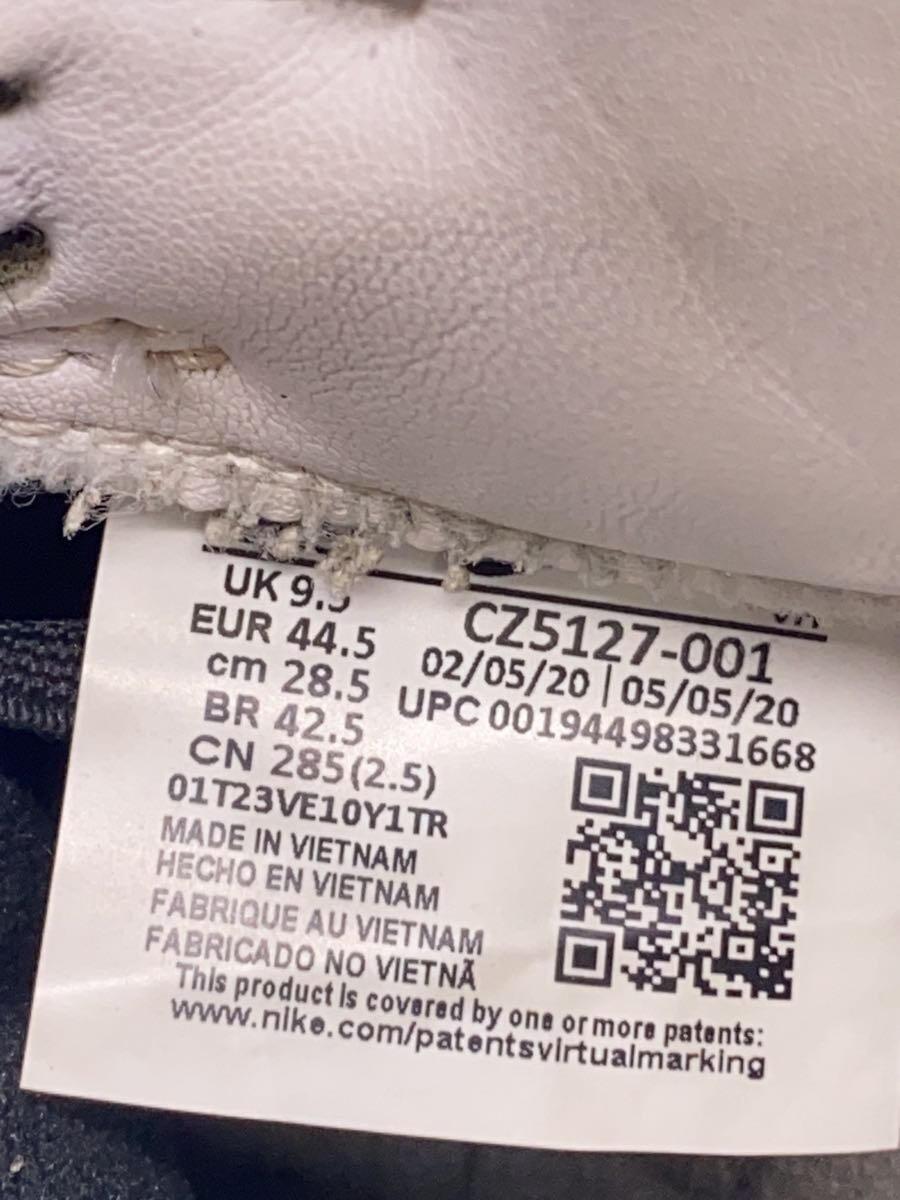 UK 9.5
EUR 44.5
cm 28.5
BR 42.5
CN 285(2.5)
01T23VE10Y1TR
MADE IN VIETNAM
HECHO EN VIETNAM
FABRIQUE AU VIETNAM
FABRICADO NO VIETNÃ
VN
CZ5127-001
02/05/20 | 05/05/20
UPC 00194498331668
This product is covered by one or more patents:
www.nike.com/patentsvirtualmarking